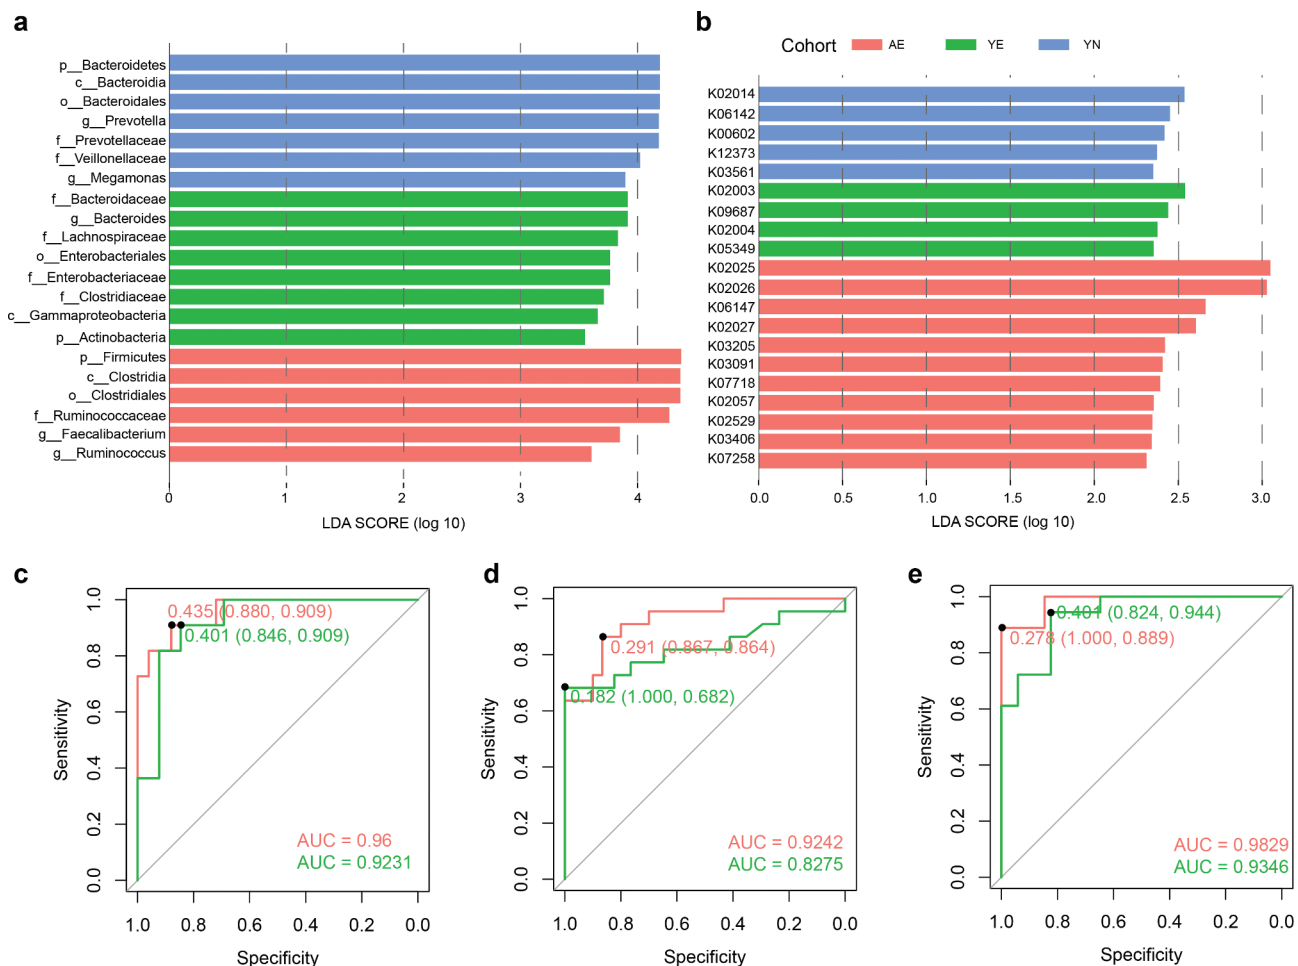 a
p__Bacteroidetes
c__Bacteroidia
o__Bacteroidales
g__Prevotella
f__Prevotellaceae
f__Veillonellaceae
g__Megamonas
f__Bacteroidaceae
g__Bacteroides
f__Lachnospiraceae
o__Enterobacteriales
f__Enterobacteriaceae
f__Clostridiaceae
c__Gammaproteobacteria
p__Actinobacteria
p__Firmicutes
c__Clostridia
o__Clostridiales
f__Ruminococcaceae
g__Faecalibacterium
g__Ruminococcus
0 1 2 3 4
LDA SCORE (log 10)
b
Cohort AE YE YN
K02014
K06142
K00602
K12373
K03561
K02003
K09687
K02004
K05349
K02025
K02026
K06147
K02027
K03205
K03091
K07718
K02057
K02529
K03406
K07258
0.0 0.5 1.0 1.5 2.0 2.5 3.0
LDA SCORE (log 10)
c
Sensitivity
1.0
0.8
0.6
0.4
0.2
0.0
0.435 (0.880, 0.909)
0.401 (0.846, 0.909)
AUC = 0.96
AUC = 0.9231
1.0 0.8 0.6 0.4 0.2 0.0
Specificity
d
Sensitivity
1.0
0.8
0.6
0.4
0.2
0.0
0.291 (0.867, 0.864)
0.182 (1.000, 0.682)
AUC = 0.9242
AUC = 0.8275
1.0 0.8 0.6 0.4 0.2 0.0
Specificity
e
Sensitivity
1.0
0.8
0.6
0.4
0.2
0.0
0.401 (0.824, 0.944)
0.278 (1.000, 0.889)
AUC = 0.9829
AUC = 0.9346
1.0 0.8 0.6 0.4 0.2 0.0
Specificity